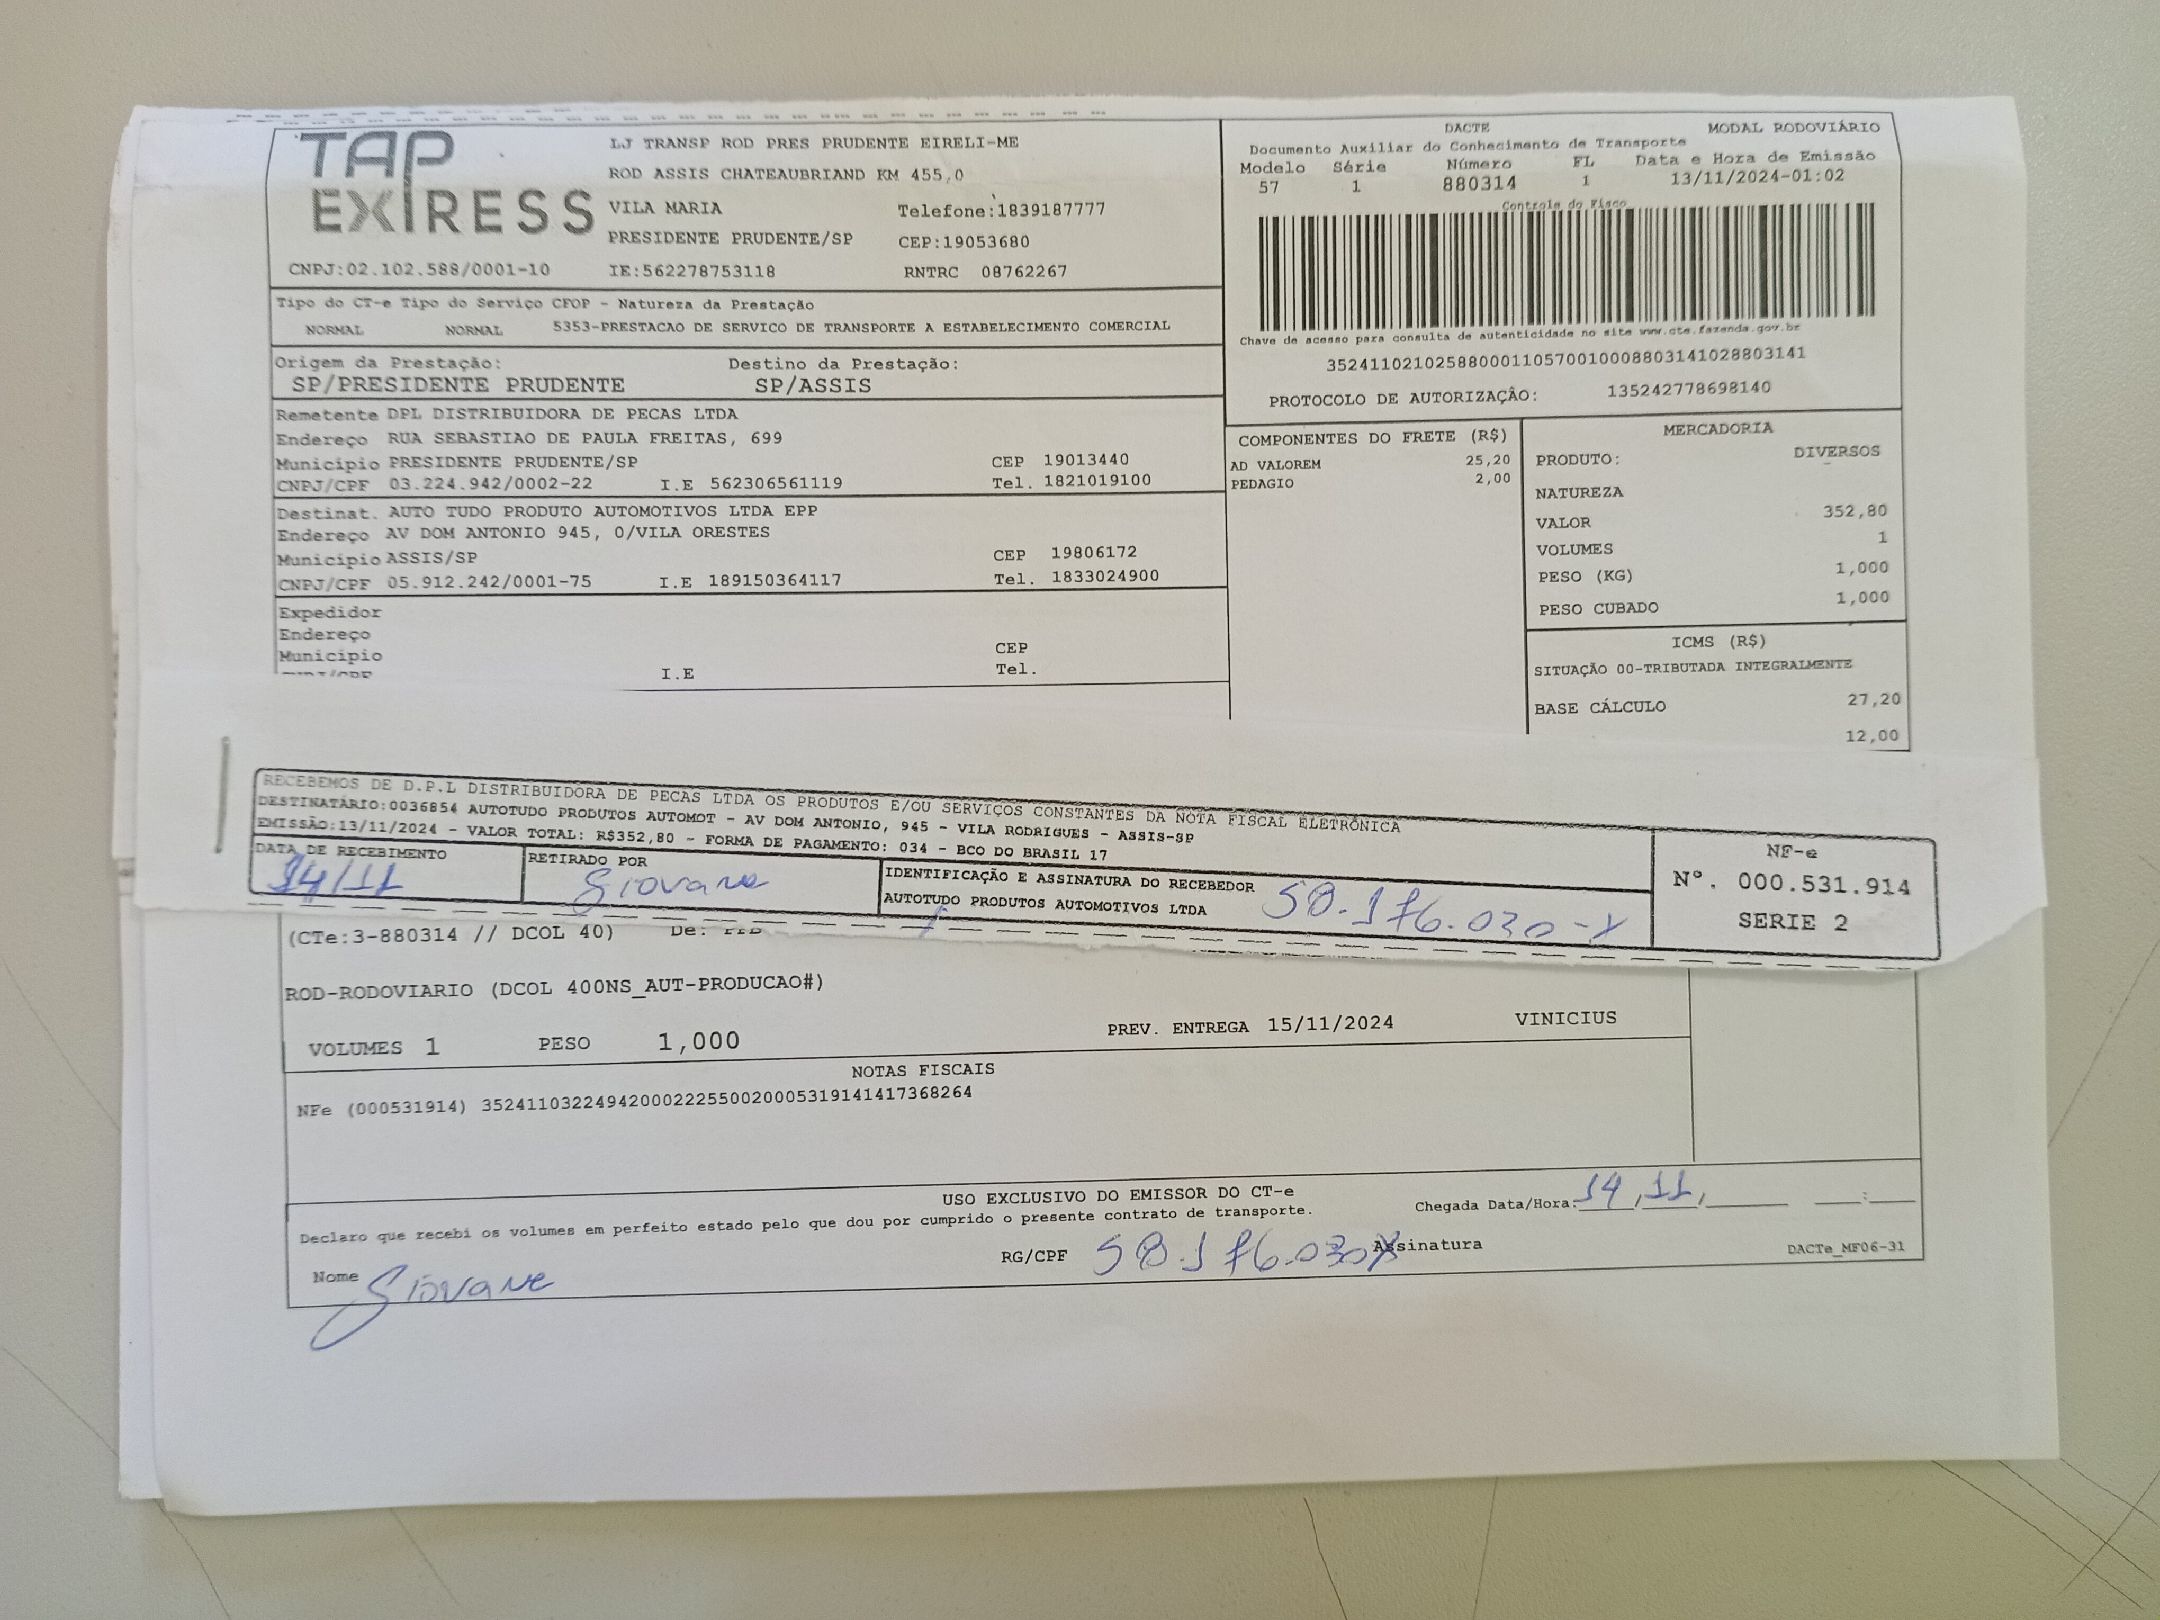 TAP EXPRESS
LJ TRANSP ROD PRES PRUDENTE EIRELI-ME
ROD ASSIS CHATEAUBRIAND KM 455,0
VILA MARIA Telefone:1839187777
PRESIDENTE PRUDENTE/SP CEP:19053680
CNPJ:02.102.588/0001-10 IE:562278753118 RNTRC 08762267
DACTE MODAL RODOVIÁRIO
Documento Auxiliar do Conhecimento de Transporte
Modelo Série Número FL Data e Hora de Emissão
57 1 880314 1 13/11/2024-01:02
Controle do Fisco
Chave de acesso para consulta de autenticidade no site www.cte.fazenda.gov.br
35241102102588000110570010008803141028803141
PROTOCOLO DE AUTORIZAÇÂO: 135242778698140
Tipo do CT-e Tipo do Serviço CFOP - Natureza da Prestação
NORMAL NORMAL 5353-PRESTACAO DE SERVICO DE TRANSPORTE A ESTABELECIMENTO COMERCIAL
Origem da Prestação: Destino da Prestação:
SP/PRESIDENTE PRUDENTE SP/ASSIS
Remetente DPL DISTRIBUIDORA DE PECAS LTDA
Endereço RUA SEBASTIAO DE PAULA FREITAS, 699
Município PRESIDENTE PRUDENTE/SP CEP 19013440
CNPJ/CPF 03.224.942/0002-22 I.E 562306561119 Tel. 1821019100
Destinat. AUTO TUDO PRODUTO AUTOMOTIVOS LTDA EPP
Endereço AV DOM ANTONIO 945, 0/VILA ORESTES
Município ASSIS/SP CEP 19806172
CNPJ/CPF 05.912.242/0001-75 I.E 189150364117 Tel. 1833024900
Expedidor
Endereço
Município CEP
I.E Tel.
COMPONENTES DO FRETE (R$)
AD VALOREM 25,20
PEDAGIO 2,00
MERCADORIA
PRODUTO: DIVERSOS
NATUREZA
VALOR 352,80
VOLUMES 1
PESO (KG) 1,000
PESO CUBADO 1,000
ICMS (R$)
SITUAÇÃO 00-TRIBUTADA INTEGRALMENTE
BASE CÁLCULO 27,20
12,00
RECEBEMOS DE D.P.L DISTRIBUIDORA DE PECAS LTDA OS PRODUTOS E/OU SERVIÇOS CONSTANTES DA NOTA FISCAL ELETRÔNICA
DESTINATÁRIO:0036854 AUTOTUDO PRODUTOS AUTOMOT - AV DOM ANTONIO, 945 - VILA RODRIGUES - ASSIS-SP
EMISSÃO:13/11/2024 - VALOR TOTAL: R$352,80 - FORMA DE PAGAMENTO: 034 - BCO DO BRASIL 17
DATA DE RECEBIMENTO
14/11
RETIRADO POR
Giovane
IDENTIFICAÇÃO E ASSINATURA DO RECEBEDOR
AUTOTUDO PRODUTOS AUTOMOTIVOS LTDA
58.176.030-X
NF-e
Nº. 000.531.914
SERIE 2
(CTe:3-880314 // DCOL 40) De:
ROD-RODOVIARIO (DCOL 400NS_AUT-PRODUCAO#)
VOLUMES 1 PESO 1,000 PREV. ENTREGA 15/11/2024 VINICIUS
NOTAS FISCAIS
NFe (000531914) 35241103224942000222550020005319141417368264
USO EXCLUSIVO DO EMISSOR DO CT-e
Declaro que recebi os volumes em perfeito estado pelo que dou por cumprido o presente contrato de transporte.
Chegada Data/Hora: 14, 11,
Nome Giovane RG/CPF 58.176.030X Assinatura
DACTe_MF06-31